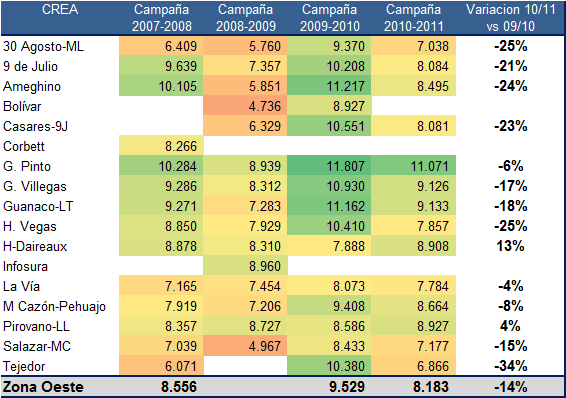 CREA Campaña Campaña Campaña Campaña Variacion 10/11
2007-2008 2008-2009 2009-2010 2010-2011 vs 09/10
30 Agosto-ML 6.409 5.760 9.370 7.038 -25%
9 de Julio 9.639 7.357 10.208 8.084 -21%
Ameghino 10.105 5.851 11.217 8.495 -24%
Bolívar 4.736 8.927
Casares-9J 6.329 10.551 8.081 -23%
Corbett 8.266
G. Pinto 10.284 8.939 11.807 11.071 -6%
G. Villegas 9.286 8.312 10.930 9.126 -17%
Guanaco-LT 9.271 7.283 11.162 9.133 -18%
H. Vegas 8.850 7.929 10.410 7.857 -25%
H-Daireaux 8.878 8.310 7.888 8.908 13%
Infosura 8.960
La Vía 7.165 7.454 8.073 7.784 -4%
M Cazón-Pehuajo 7.919 7.206 9.408 8.664 -8%
Pirovano-LL 8.357 8.727 8.586 8.927 4%
Salazar-MC 7.039 4.967 8.433 7.177 -15%
Tejedor 6.071 10.380 6.866 -34%
Zona Oeste 8.556 9.529 8.183 -14%